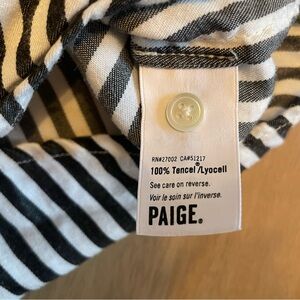 RN#27002 CA#51217
100% Tencel®/Lyocell
See care on reverse.
Voir le soin sur l'inverse.
PAIGE®